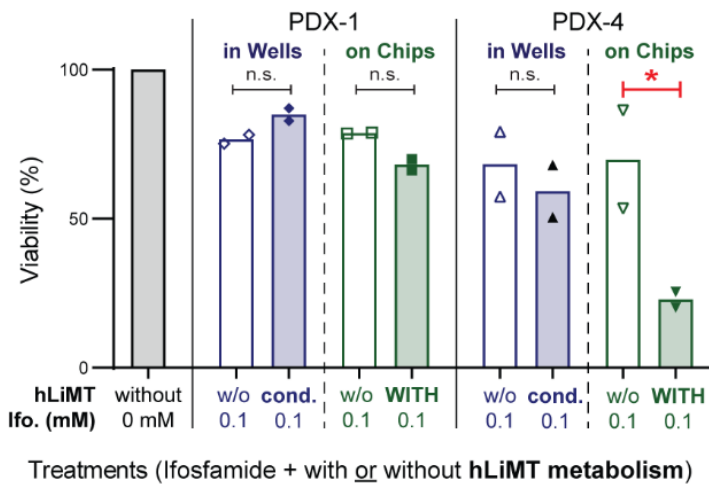 PDX-1 PDX-4
in Wells on Chips in Wells on Chips
n.s. n.s. n.s. *
100
50
0
Viability (%)
hLiMT without w/o cond. w/o WITH w/o cond. w/o WITH
Ifo. (mM) 0 mM 0.1 0.1 0.1 0.1 0.1 0.1 0.1 0.1
Treatments (Ifosfamide + with or without hLiMT metabolism)